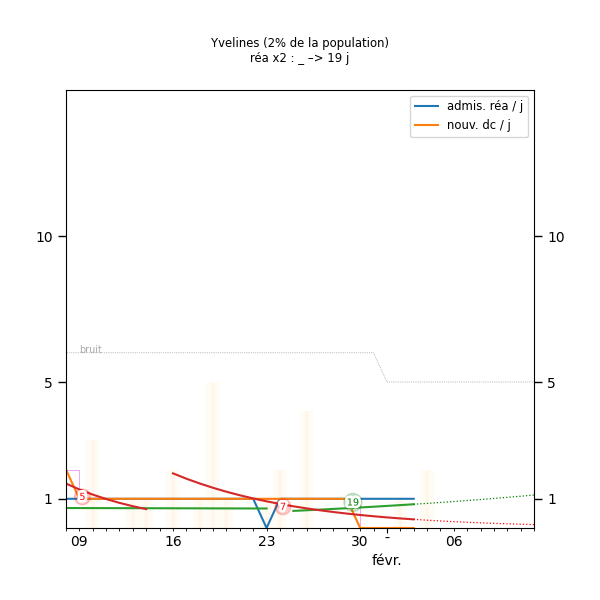 Yvelines (2% de la population)
réa x2 : _ –> 19 j
admis. réa / j
nouv. dc / j
10
10
bruit
5
5
5
7
19
1
1
09
16
23
30
-
06
févr.